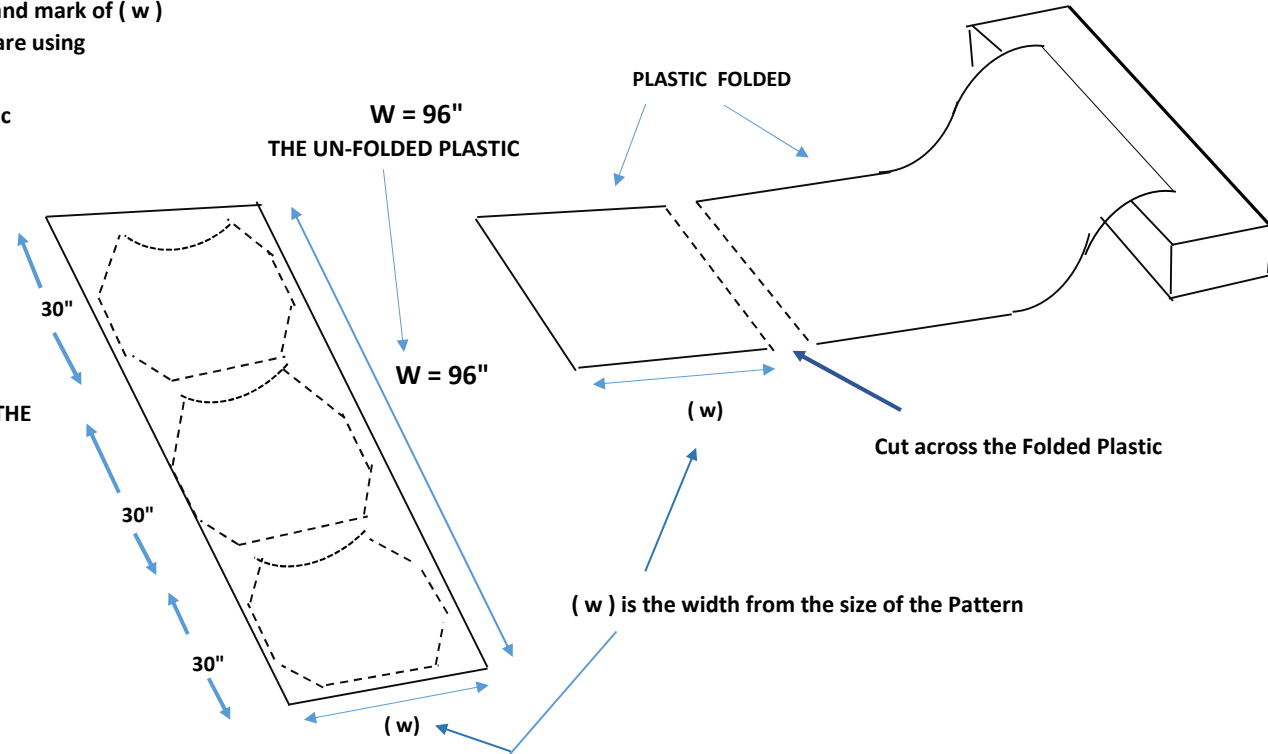 and mark of ( w )
are using
PLASTIC FOLDED
c
W = 96"
THE UN-FOLDED PLASTIC
30"
W = 96"
THE
( w)
Cut across the Folded Plastic
30"
( w ) is the width from the size of the Pattern
30"
( w)